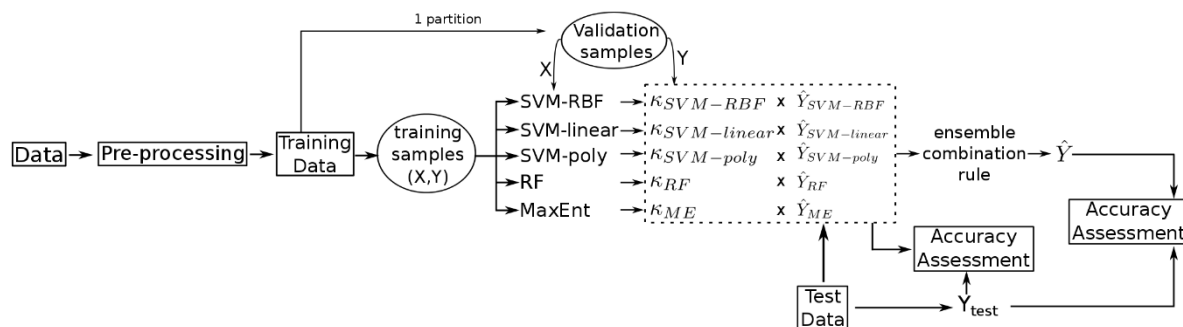 1 partition
Validation
samples
X
Y
SVM-RBF
κ_{SVM-RBF} x Ŷ_{SVM-RBF}
SVM-linear
κ_{SVM-linear} x Ŷ_{SVM-linear}
SVM-poly
κ_{SVM-poly} x Ŷ_{SVM-poly}
RF
κ_{RF} x Ŷ_{RF}
MaxEnt
κ_{ME} x Ŷ_{ME}
Data
Pre-processing
Training
Data
training
samples
(X,Y)
ensemble
combination
rule
Ŷ
Accuracy
Assessment
Accuracy
Assessment
Test
Data
Y_{test}